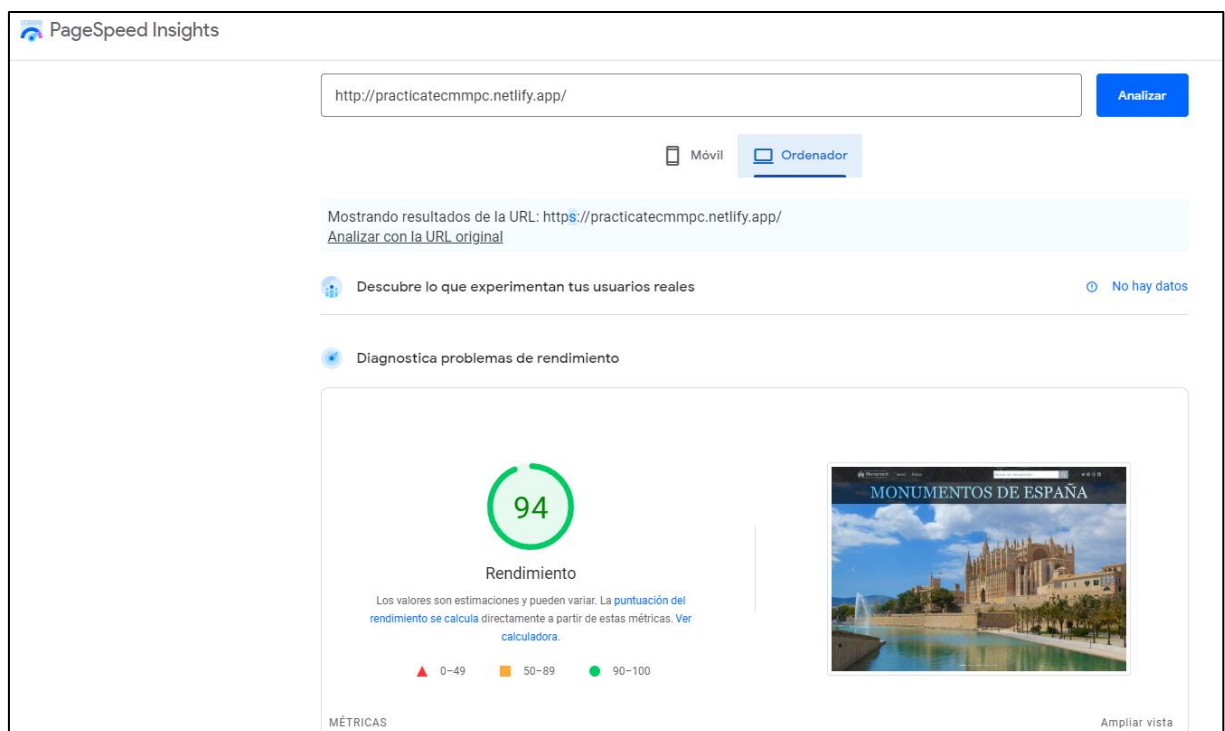 PageSpeed Insights
http://practicatecmmpc.netlify.app/
Analizar
Móvil
Ordenador
Mostrando resultados de la URL: https://practicatecmmpc.netlify.app/
Analizar con la URL original
Descubre lo que experimentan tus usuarios reales
No hay datos
Diagnostica problemas de rendimiento
94
Rendimiento
Los valores son estimaciones y pueden variar. La puntuación del
rendimiento se calcula directamente a partir de estas métricas. Ver
calculadora.
0–49
50–89
90–100
MONUMENTOS DE ESPAÑA
MÉTRICAS
Ampliar vista